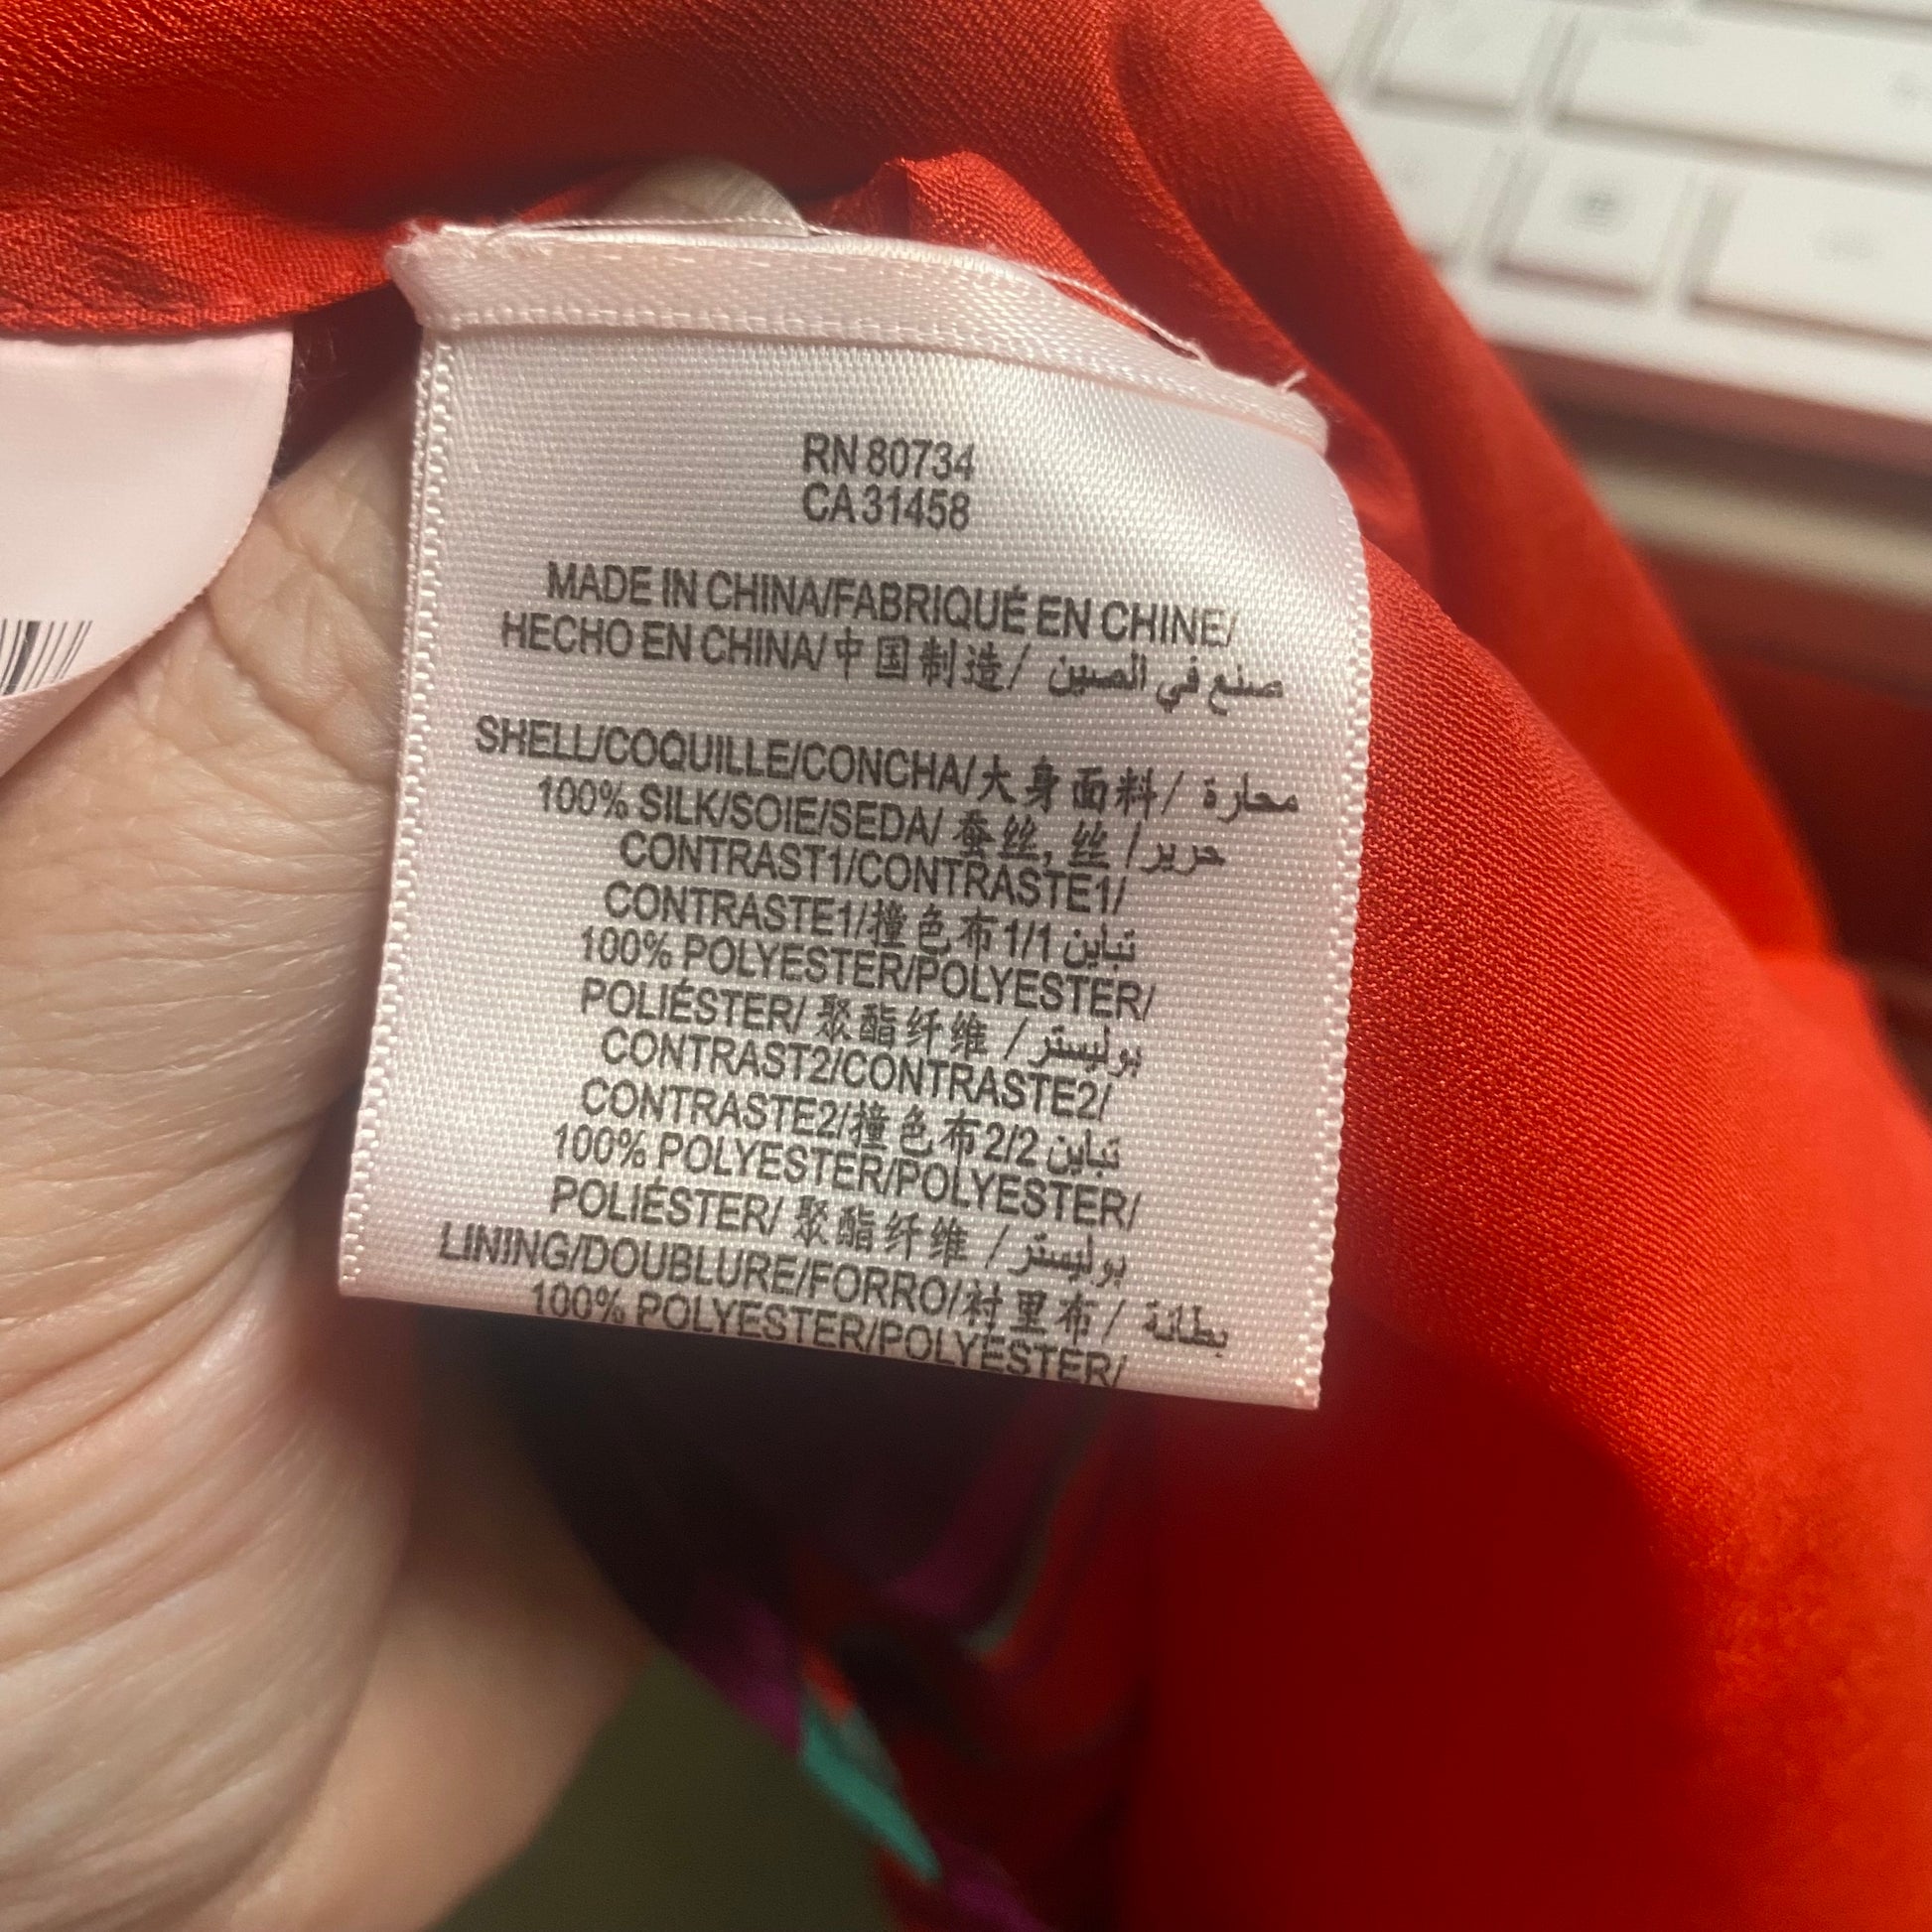 RN 80734
CA 31458
MADE IN CHINA/FABRIQUÉ EN CHINE/
HECHO EN CHINA/中国制造/ صنع في الصين
SHELL/COQUILLE/CONCHA/大身面料/ محارة
100% SILK/SOIE/SEDA/ 蚕丝, 丝 /حرير
CONTRAST1/CONTRASTE1/
CONTRASTE1/撞色布1/1 تباين
100% POLYESTER/POLYESTER/
POLIÉSTER/ 聚酯纤维 / بوليستر
CONTRAST2/CONTRASTE2/
CONTRASTE2/撞色布2/2 تباين
100% POLYESTER/POLYESTER/
POLIÉSTER/ 聚酯纤维 / بوليستر
LINING/DOUBLURE/FORRO/衬里布/ بطانة
100% POLYESTER/POLYESTER/